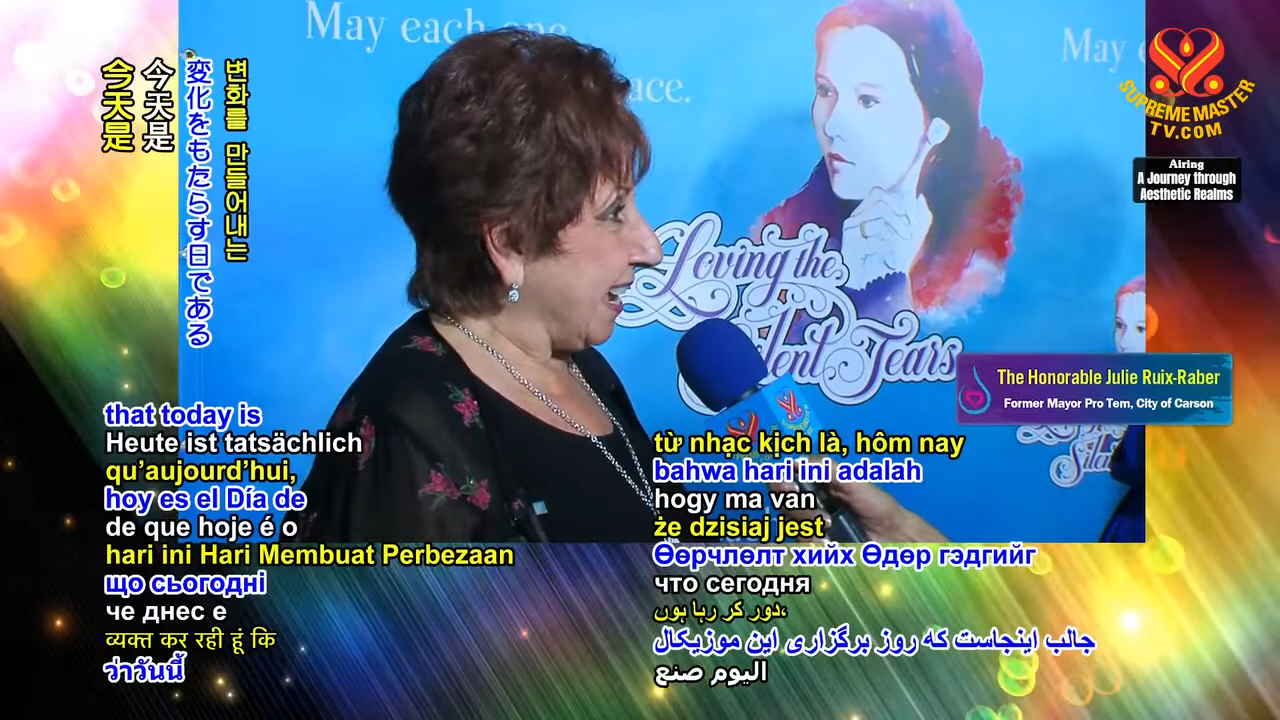 May each one
May e
ace.
SUPREME MASTER
TV.COM
Airing
A Journey through
Aesthetic Realms
今天是
今天是
変化をもたらす日である
변화를 만들어내는
Loving the
Silent Tears
The Honorable Julie Ruix-Raber
Former Mayor Pro Tem, City of Carson
that today is
Heute ist tatsächlich
qu’aujourd’hui,
hoy es el Día de
de que hoje é o
hari ini Hari Membuat Perbezaan
що сьогодні
че днес е
व्यक्त कर रही हूं कि
ว่าวันนี้
từ nhạc kịch là, hôm nay
bahwa hari ini adalah
hogy ma van
że dzisiaj jest
Өөрчлөлт хийх Өдөр гэдгийг
что сегодня
دور کر رہا ہوں،
جالب اینجاست که روز برگزاری این موزیکال
اليوم صنع